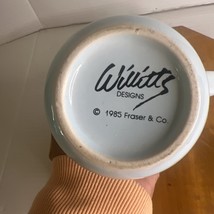 Willitts
DESIGNS
© 1985 Fraser & Co.